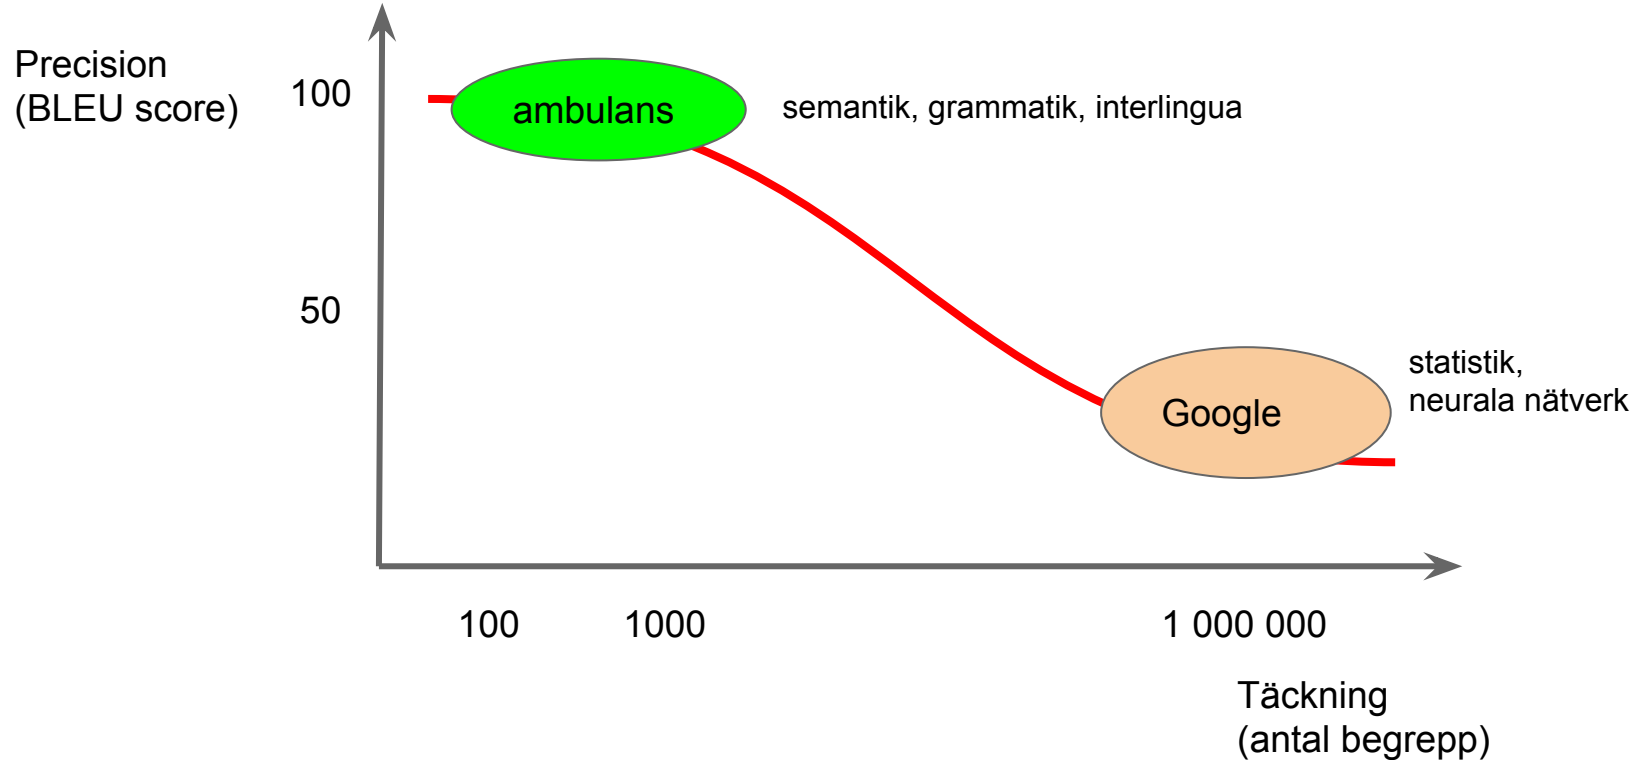 Precision
(BLEU score)
100
ambulans
semantik, grammatik, interlingua
50
statistik,
neurala nätverk
Google
100
1000
1 000 000
Täckning
(antal begrepp)